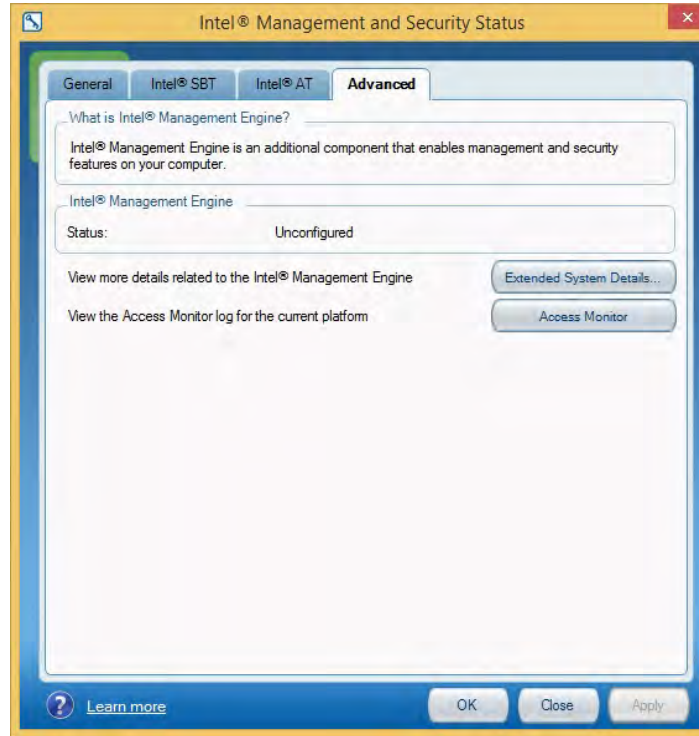 Intel® Management and Security Status
General
Intel® SBT
Intel® AT
Advanced
What is Intel® Management Engine?
Intel® Management Engine is an additional component that enables management and security
features on your computer.
Intel® Management Engine
Status: Unconfigured
View more details related to the Intel® Management Engine
Extended System Details...
View the Access Monitor log for the current platform
Access Monitor
Learn more
OK
Close
Apply